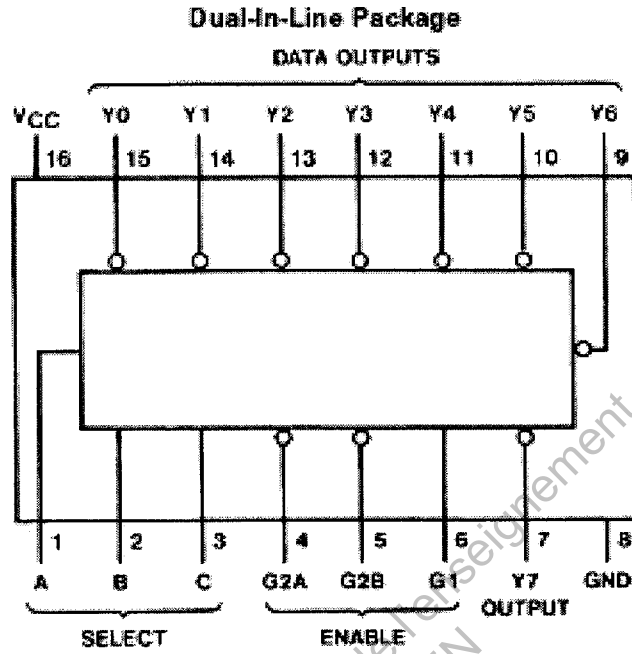 Dual-In-Line Package
DATA OUTPUTS
VCC Y0 Y1 Y2 Y3 Y4 Y5 Y6
16 15 14 13 12 11 10 9
1 2 3 4 5 6 7 8
A B C G2A G2B G1 Y7 GND
OUTPUT
SELECT ENABLE
de l'enseignement